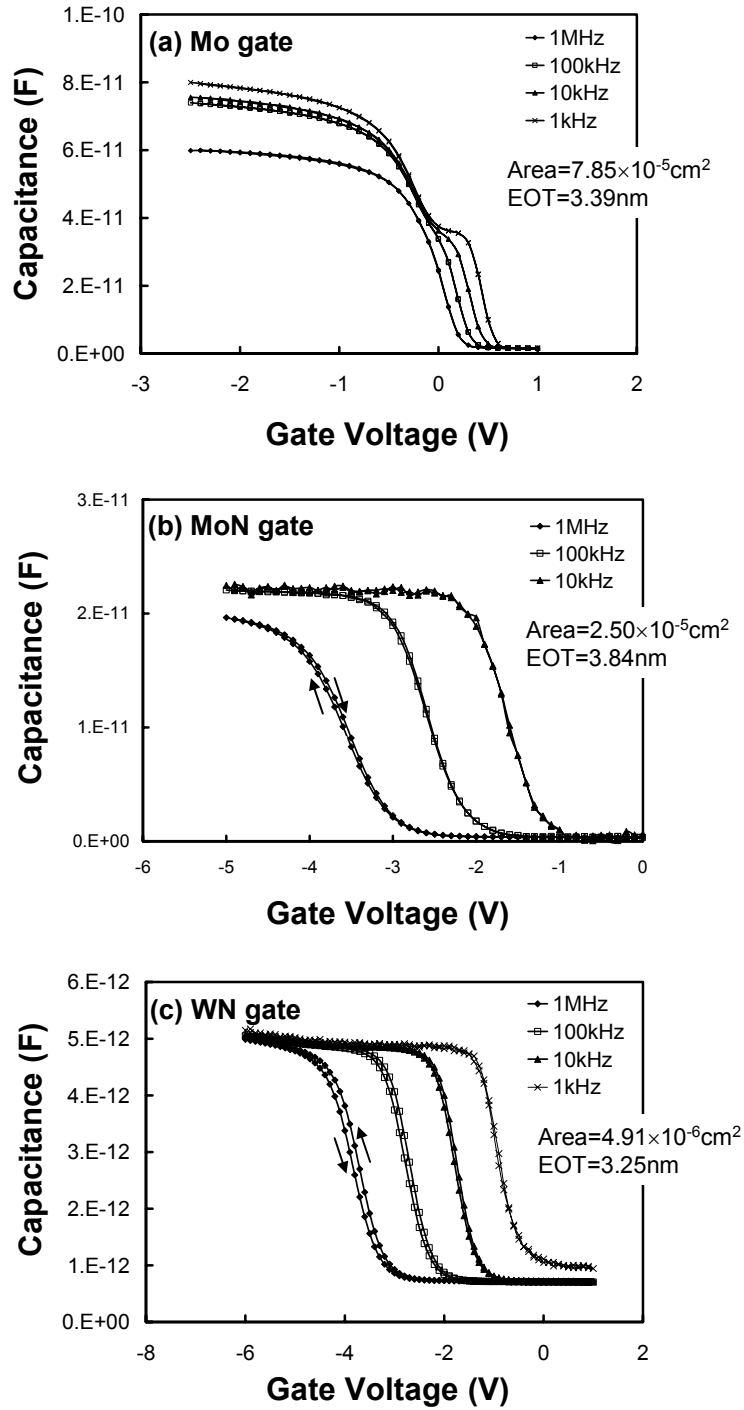 (a) Mo gate
1MHz
100kHz
10kHz
1kHz
Area=7.85×10⁻⁵cm²
EOT=3.39nm
Capacitance (F)
1.E-10
8.E-11
6.E-11
4.E-11
2.E-11
0.E+00
-3 -2 -1 0 1 2
Gate Voltage (V)
(b) MoN gate
1MHz
100kHz
10kHz
Area=2.50×10⁻⁵cm²
EOT=3.84nm
Capacitance (F)
3.E-11
2.E-11
1.E-11
0.E+00
-6 -5 -4 -3 -2 -1 0
Gate Voltage (V)
(c) WN gate
1MHz
100kHz
10kHz
1kHz
Area=4.91×10⁻⁶cm²
EOT=3.25nm
Capacitance (F)
6.E-12
5.E-12
4.E-12
3.E-12
2.E-12
1.E-12
0.E+00
-8 -6 -4 -2 0 2
Gate Voltage (V)